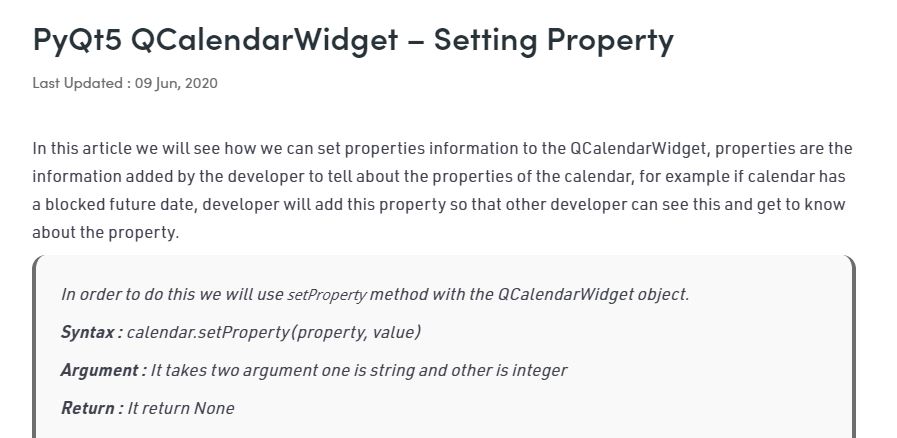 PyQt5 QCalendarWidget – Setting Property
Last Updated : 09 Jun, 2020
In this article we will see how we can set properties information to the QCalendarWidget, properties are the
information added by the developer to tell about the properties of the calendar, for example if calendar has
a blocked future date, developer will add this property so that other developer can see this and get to know
about the property.
In order to do this we will use setProperty method with the QCalendarWidget object.
Syntax : calendar.setProperty(property, value)
Argument : It takes two argument one is string and other is integer
Return : It return None